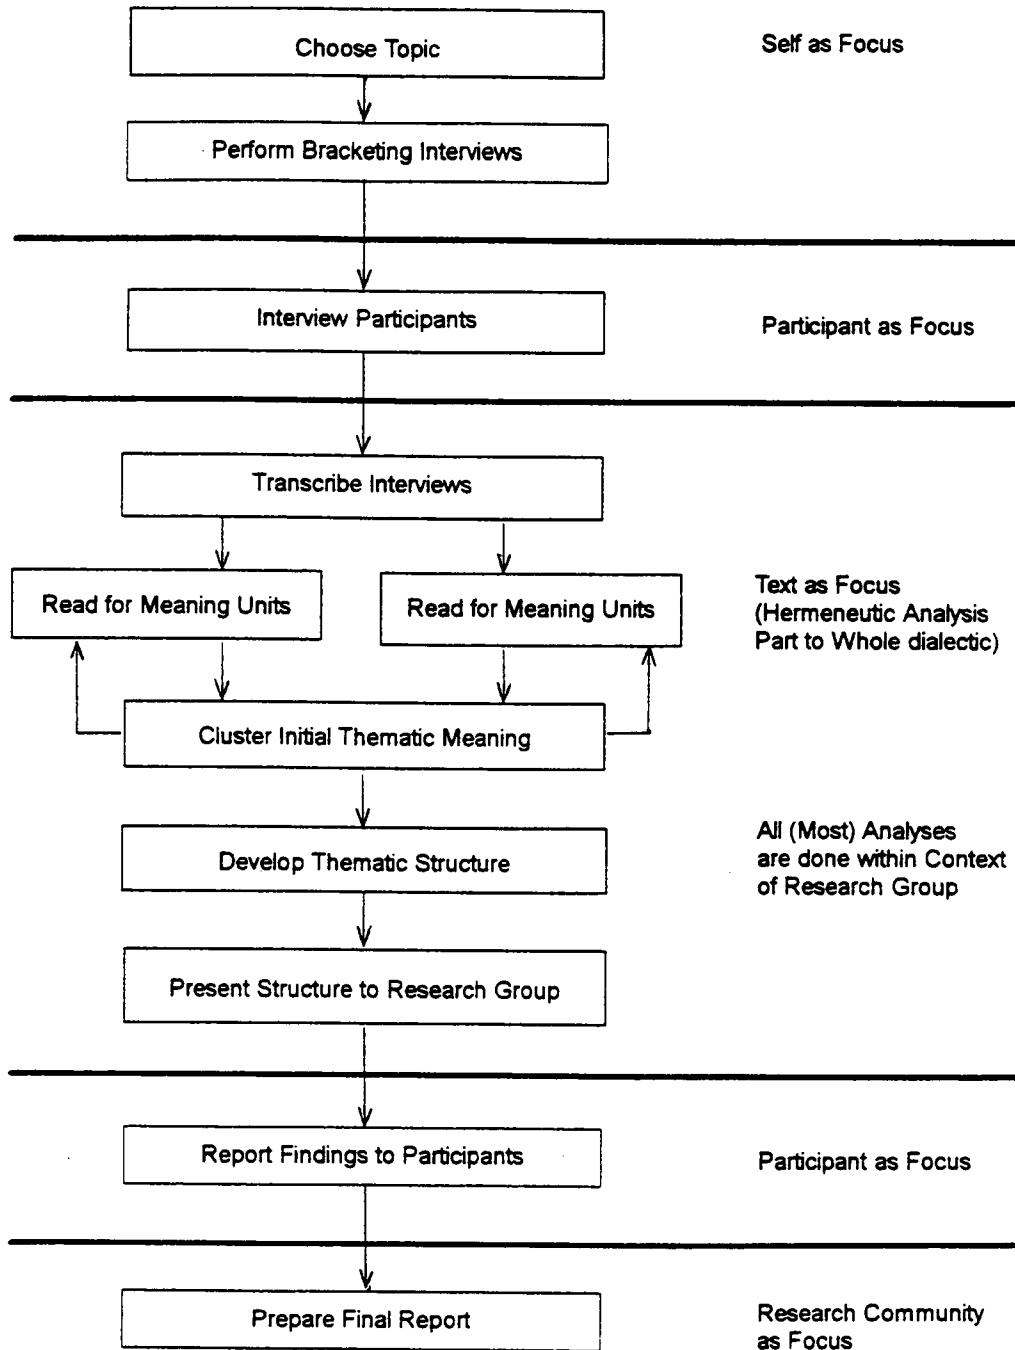 Choose Topic
Self as Focus
Perform Bracketing Interviews
Interview Participants
Participant as Focus
Transcribe Interviews
Read for Meaning Units
Read for Meaning Units
Text as Focus
(Hermeneutic Analysis
Part to Whole dialectic)
Cluster Initial Thematic Meaning
Develop Thematic Structure
All (Most) Analyses
are done within Context
of Research Group
Present Structure to Research Group
Report Findings to Participants
Participant as Focus
Prepare Final Report
Research Community
as Focus